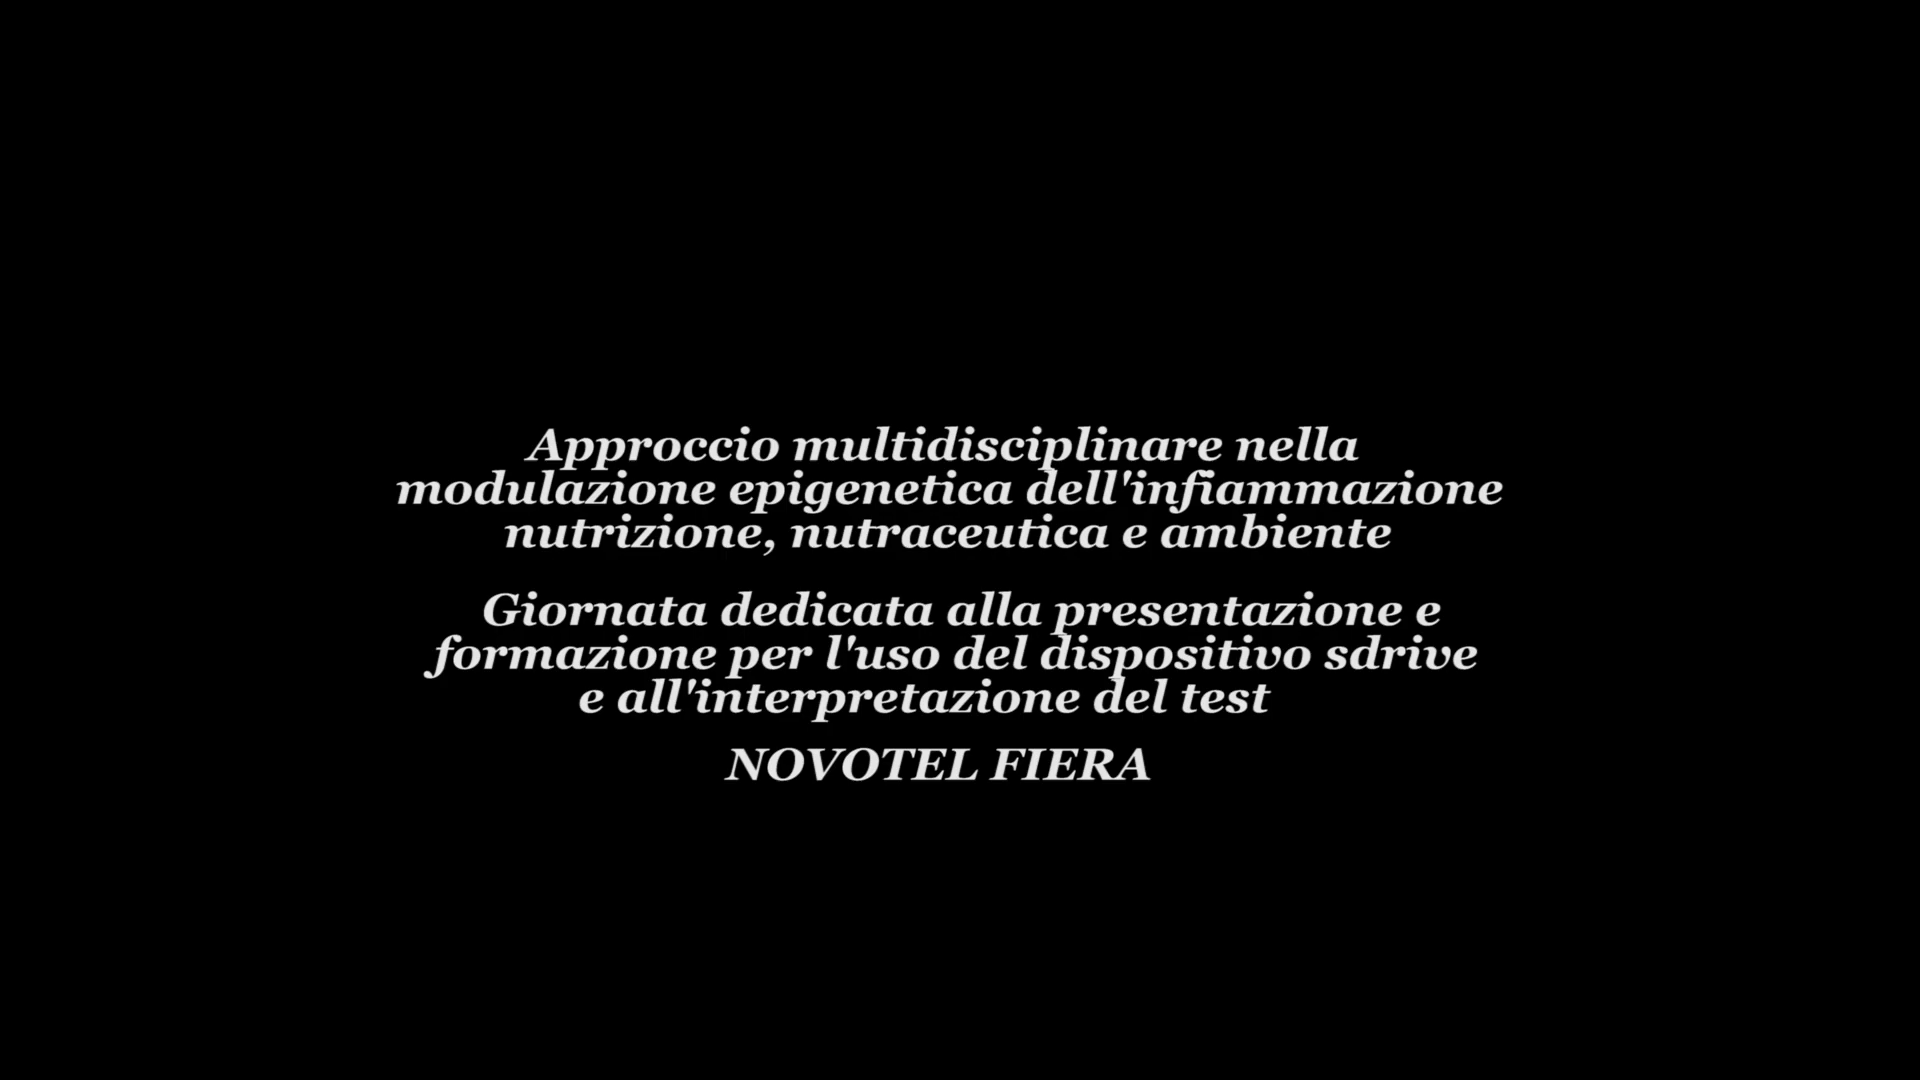 Approccio multidisciplinare nella
modulazione epigenetica dell'infiammazione
nutrizione, nutraceutica e ambiente
Giornata dedicata alla presentazione e
formazione per l'uso del dispositivo sdrive
e all'interpretazione del test
NOVOTEL FIERA